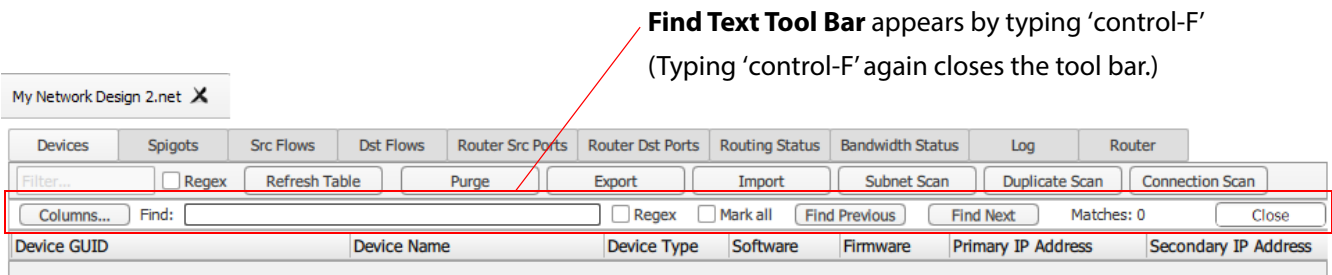 Find Text Tool Bar appears by typing ‘control-F’
(Typing ‘control-F’ again closes the tool bar.)
My Network Design 2.net
Devices Spigots Src Flows Dst Flows Router Src Ports Router Dst Ports Routing Status Bandwidth Status Log Router
Filter... Regex Refresh Table Purge Export Import Subnet Scan Duplicate Scan Connection Scan
Columns... Find: Regex Mark all Find Previous Find Next Matches: 0 Close
Device GUID Device Name Device Type Software Firmware Primary IP Address Secondary IP Address